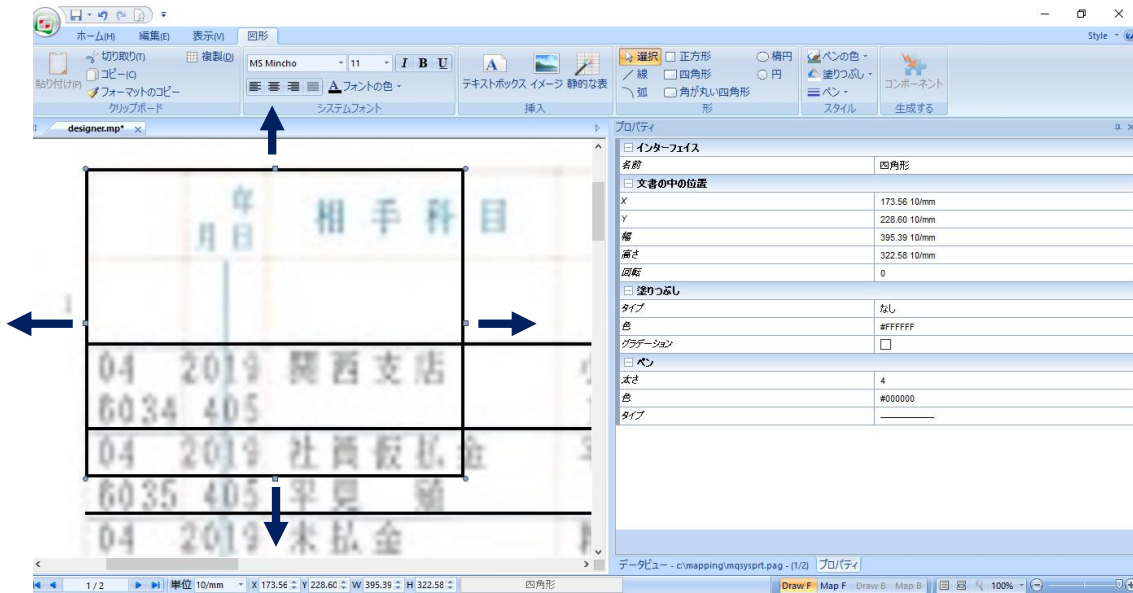 ホーム(H) 編集(E) 表示(V) 図形 Style
貼り付け(P) 切り取り(T) 複製(D)
コピー(C)
フォーマットのコピー
クリップボード
MS Mincho 11 I B U
フォントの色
システムフォント
テキストボックス イメージ 静的な表
挿入
選択 正方形 楕円
線 四角形 円
弧 角が丸い四角形
形
ペンの色
塗りつぶし
ペン
スタイル
コンポーネント
生成する
designer.mp*
年
月 日
相手科目
04 2019 関西支店
6034 405
04 2019 社員仮払金
6035 405 平見
04 2019 未払金
プロパティ
インターフェイス
名前 四角形
文書の中の位置
X 173.56 10/mm
Y 228.60 10/mm
幅 395.39 10/mm
高さ 322.58 10/mm
回転 0
塗りつぶし
タイプ なし
色 #FFFFFF
グラデーション
ペン
太さ 4
色 #000000
タイプ
データビュー - c:\mapping\mqsysprt.pag - (1/2) プロパティ
1 / 2 単位 10/mm X 173.56 Y 228.60 W 395.39 H 322.58 四角形 Draw F Map F Draw B Map B 100%